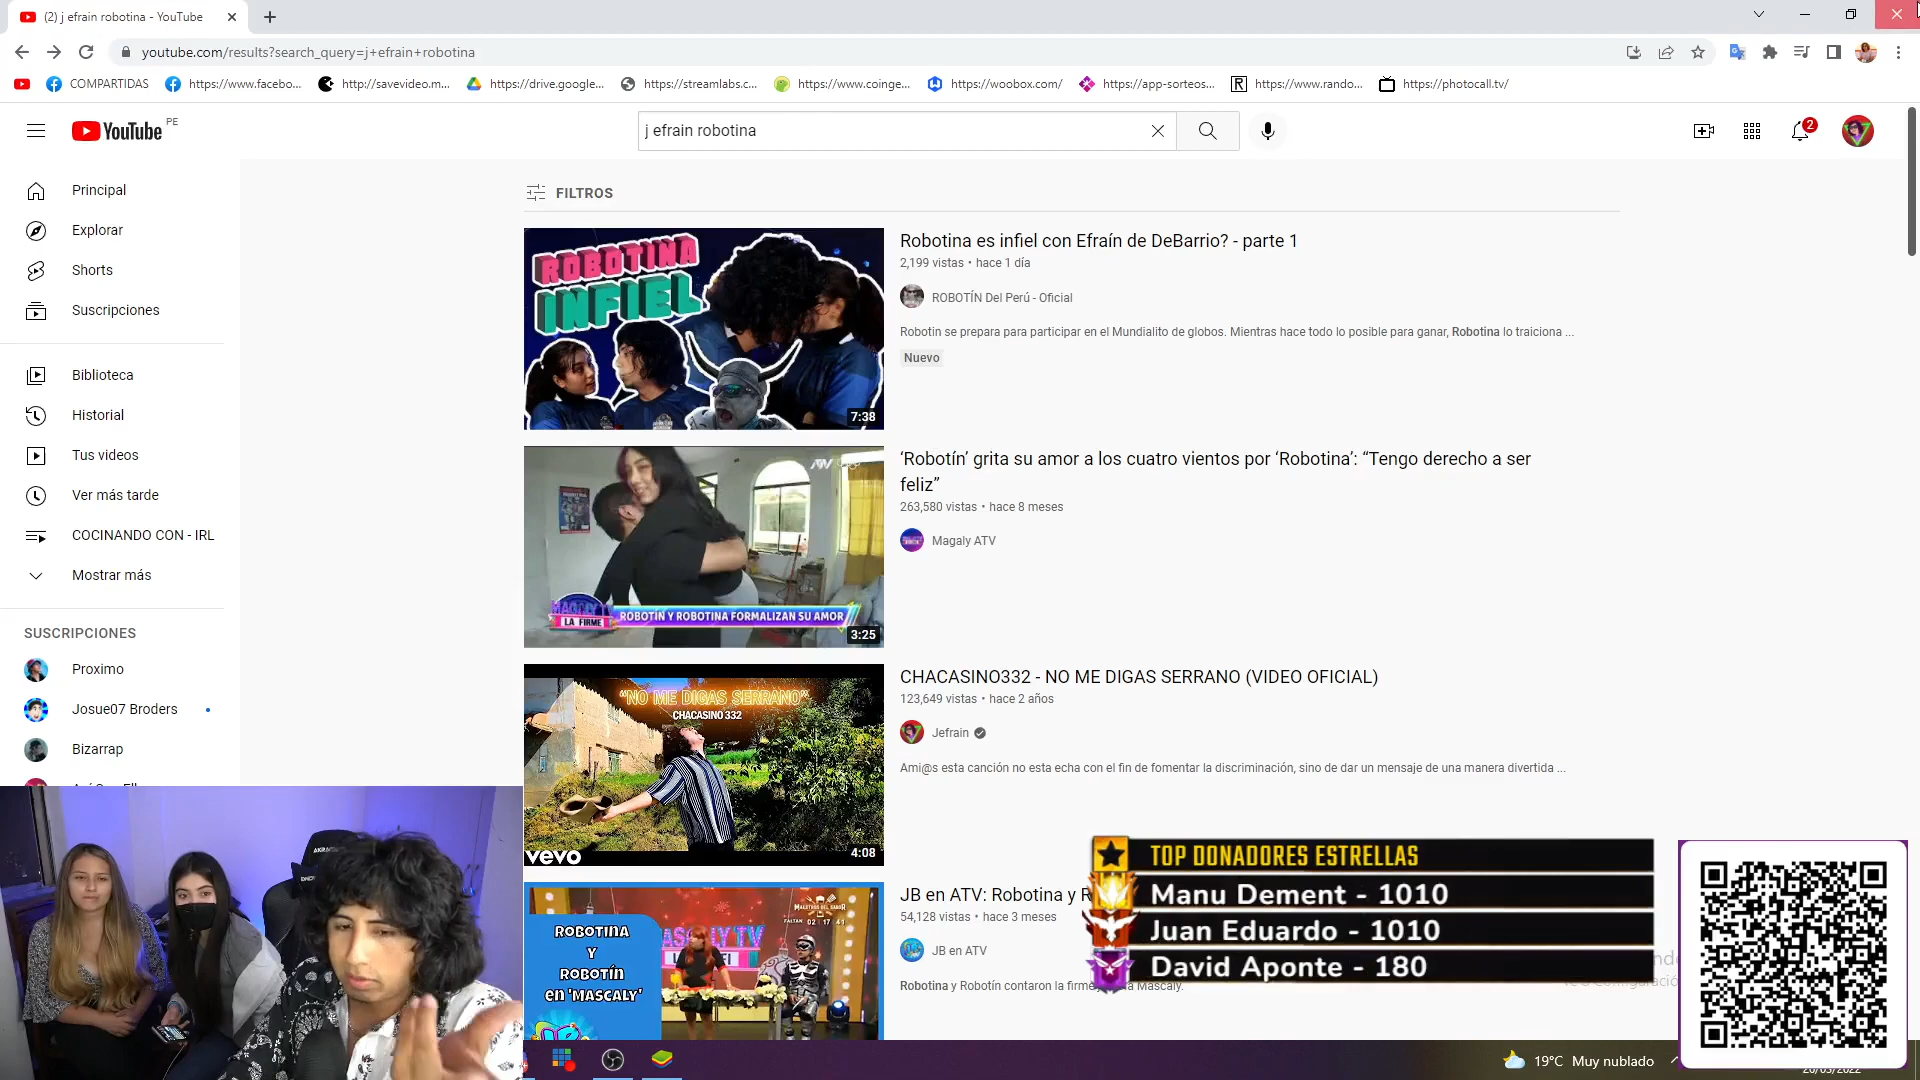 (2) j efrain robotina - YouTube
youtube.com/results?search_query=j+efrain+robotina
COMPARTIDAS
https://www.facebo...
http://savevideo.m...
https://drive.google...
https://streamlabs.c...
https://www.coinge...
https://woobox.com/
https://app-sorteos...
https://www.rando...
https://photocall.tv/
YouTube PE
j efrain robotina
2
Principal
Explorar
Shorts
Suscripciones
Biblioteca
Historial
Tus videos
Ver más tarde
COCINANDO CON - IRL
Mostrar más
SUSCRIPCIONES
Proximo
Josue07 Broders
Bizarrap
FILTROS
ROBOTINA
INFIEL
7:38
Robotina es infiel con Efraín de DeBarrio? - parte 1
2,199 vistas • hace 1 día
ROBOTÍN Del Perú - Oficial
Robotin se prepara para participar en el Mundialito de globos. Mientras hace todo lo posible para ganar, Robotina lo traiciona ...
Nuevo
ATV
MAGALY TV
LA FIRME
ROBOTÍN Y ROBOTINA FORMALIZAN SU AMOR
3:25
‘Robotín’ grita su amor a los cuatro vientos por ‘Robotina’: “Tengo derecho a ser
feliz”
263,580 vistas • hace 8 meses
Magaly ATV
“NO ME DIGAS SERRANO”
CHACASINO 332
vevo
4:08
CHACASINO332 - NO ME DIGAS SERRANO (VIDEO OFICIAL)
123,649 vistas • hace 2 años
Jefrain
Ami@s esta canción no esta echa con el fin de fomentar la discriminación, sino de dar un mensaje de una manera divertida ...
ROBOTINA
Y
ROBOTÍN
en 'MASCALY'
JB en ATV: Robotina y R
54,128 vistas • hace 3 meses
JB en ATV
Robotina y Robotín contaron la firme
Mascaly.
TOP DONADORES ESTRELLAS
Manu Dement - 1010
Juan Eduardo - 1010
David Aponte - 180
19°C Muy nublado